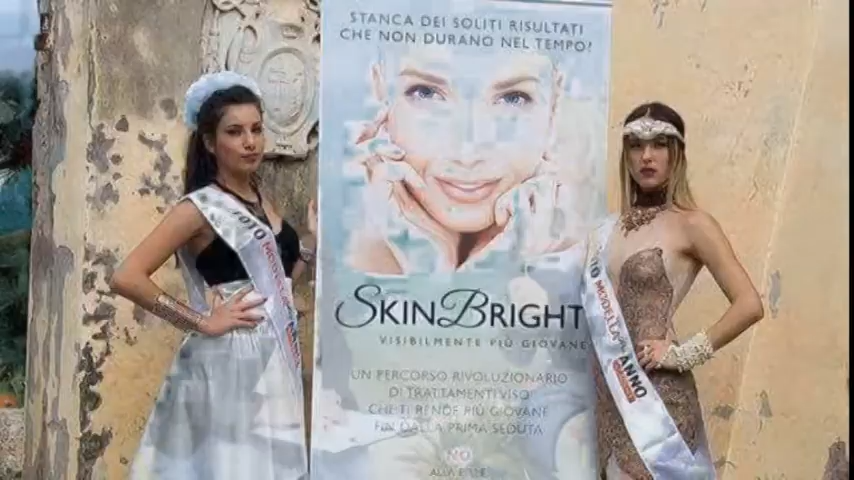 STANCA DEI SOLITI RISULTATI
CHE NON DURANO NEL TEMPO?
SKINBRIGHT
VISIBILMENTE PIÙ GIOVANE
UN PERCORSO RIVOLUZIONARIO
DI TRATTAMENTI VISO
CHE TI RENDE PIÙ GIOVANE
FIN DALLA PRIMA SEDUTA
NO
MODELLA
ANNO